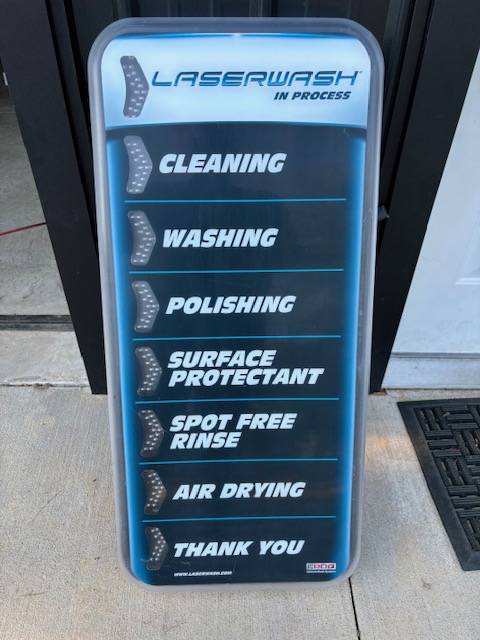 LASERWASH
IN PROCESS
CLEANING
WASHING
POLISHING
SURFACE
PROTECTANT
SPOT FREE
RINSE
AIR DRYING
THANK YOU
WWW.LASERWASH.COM